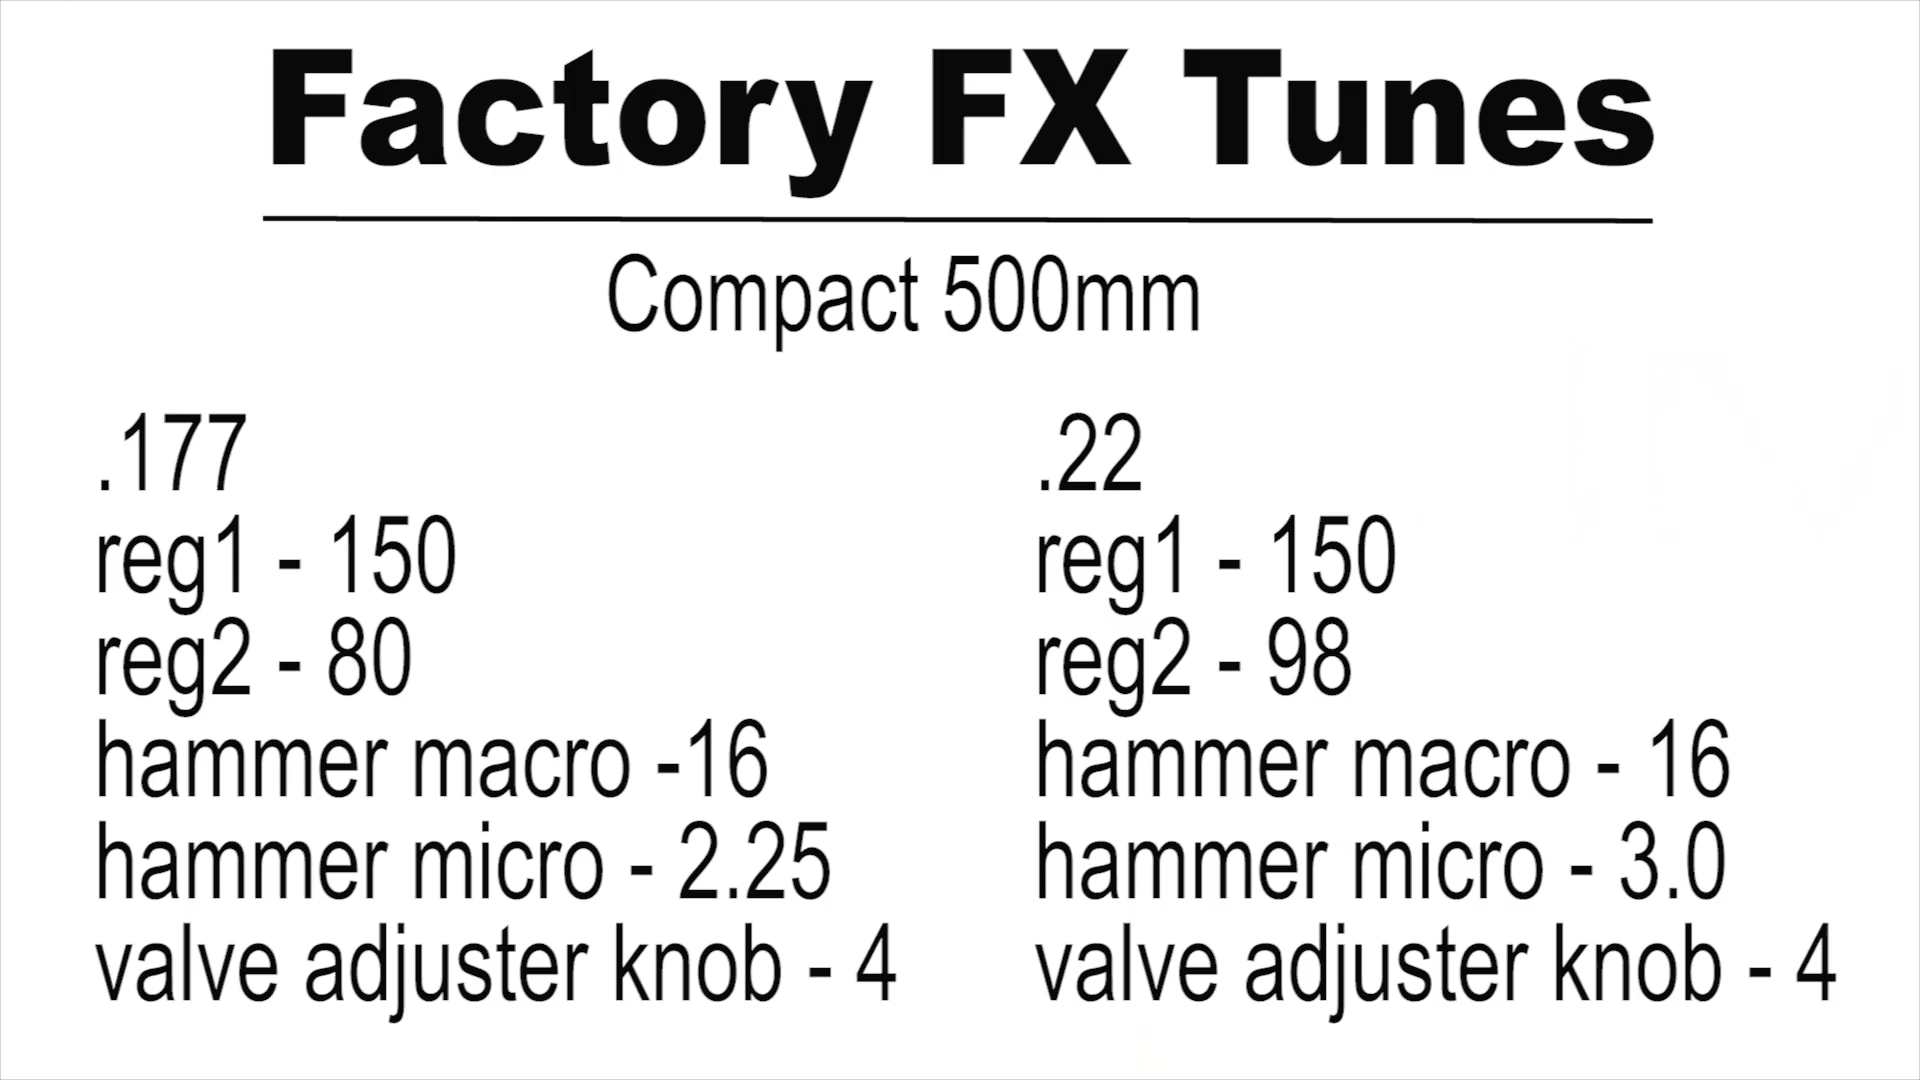 Factory FX Tunes
Compact 500mm
.177
reg1 - 150
reg2 - 80
hammer macro -16
hammer micro - 2.25
valve adjuster knob - 4
.22
reg1 - 150
reg2 - 98
hammer macro - 16
hammer micro - 3.0
valve adjuster knob - 4